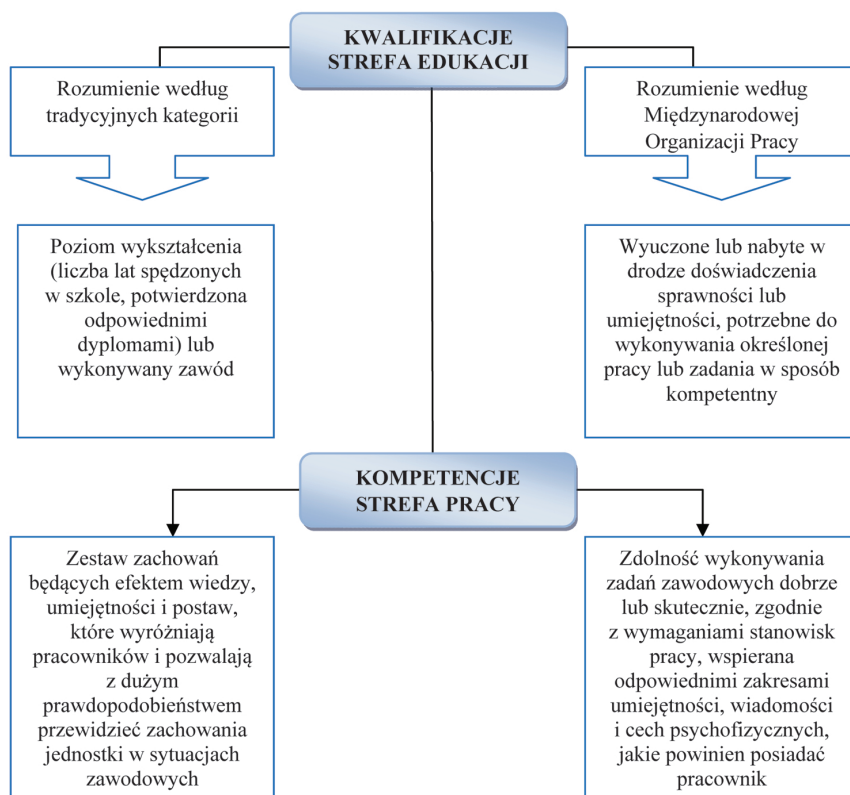 KWALIFIKACJE
STREFA EDUKACJI
Rozumienie według
tradycyjnych kategorii
Rozumienie według
Międzynarodowej
Organizacji Pracy
Poziom wykształcenia
(liczba lat spędzonych
w szkole, potwierdzona
odpowiednimi
dyplomami) lub
wykonywany zawód
Wyuczone lub nabyte w
drodze doświadczenia
sprawności lub
umiejętności, potrzebne do
wykonywania określonej
pracy lub zadania w sposób
kompetentny
KOMPETENCJE
STREFA PRACY
Zestaw zachowań
będących efektem wiedzy,
umiejętności i postaw,
które wyróżniają
pracowników i pozwalają
z dużym
prawdopodobieństwem
przewidzieć zachowania
jednostki w sytuacjach
zawodowych
Zdolność wykonywania
zadań zawodowych dobrze
lub skutecznie, zgodnie
z wymaganiami stanowisk
pracy, wspierana
odpowiednimi zakresami
umiejętności, wiadomości
i cech psychofizycznych,
jakie powinien posiadać
pracownik